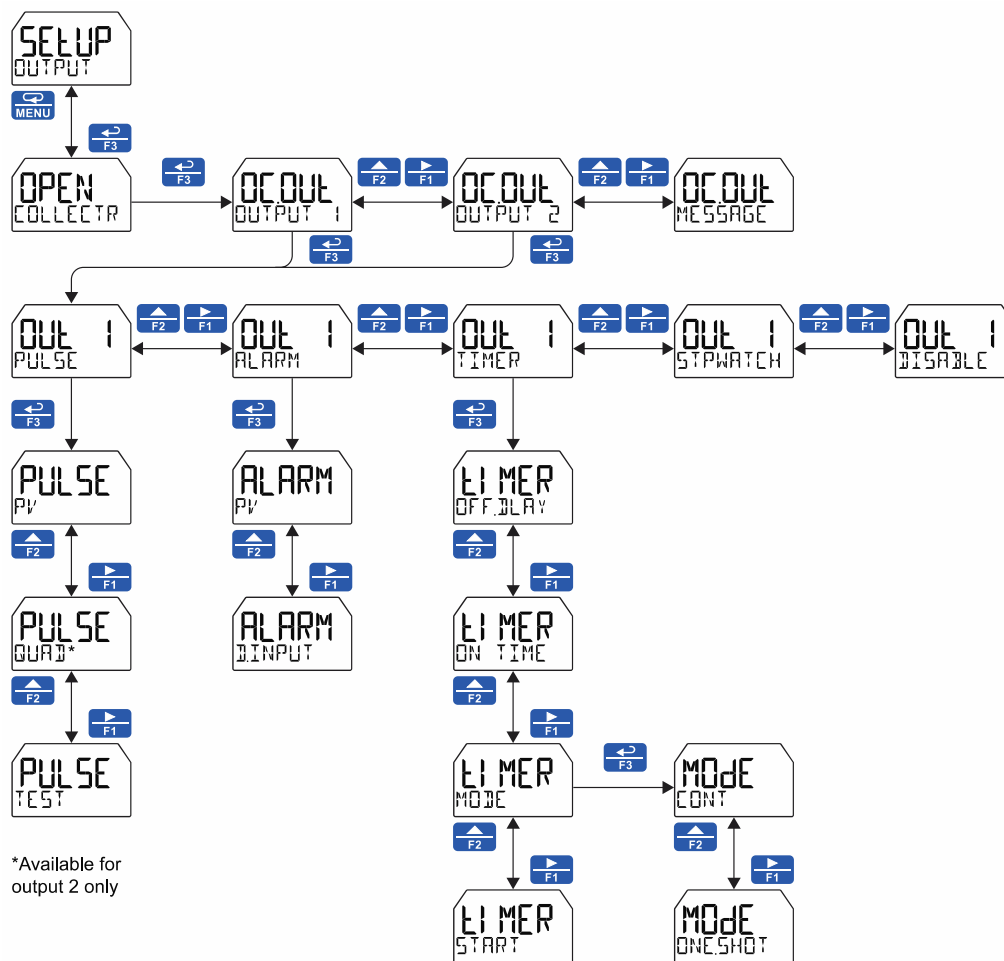 SEtUP
OUTPUT
MENU
F3
OPEN
COLLECTR
F3
OC.OUt
OUTPUT 1
F2 F1
OC.OUt
OUTPUT 2
F2 F1
OC.OUt
MESSAGE
F3
F3
OUt 1
PULSE
F2 F1
OUt 1
ALARM
F2 F1
OUt 1
TIMER
F2 F1
OUt 1
STPWATCH
F2 F1
OUt 1
DISABLE
F3
F3
F3
PULSE
PV
ALARM
PV
tIMER
OFF.DLAY
F2
F1
F2
F1
F2
F1
PULSE
QUAD*
ALARM
D.INPUT
tIMER
ON TIME
F2
F1
F2
F1
PULSE
TEST
tIMER
MODE
F3
MOdE
CONT
F2
F1
F2
F1
*Available for
output 2 only
tIMER
START
MOdE
ONE.SHOT